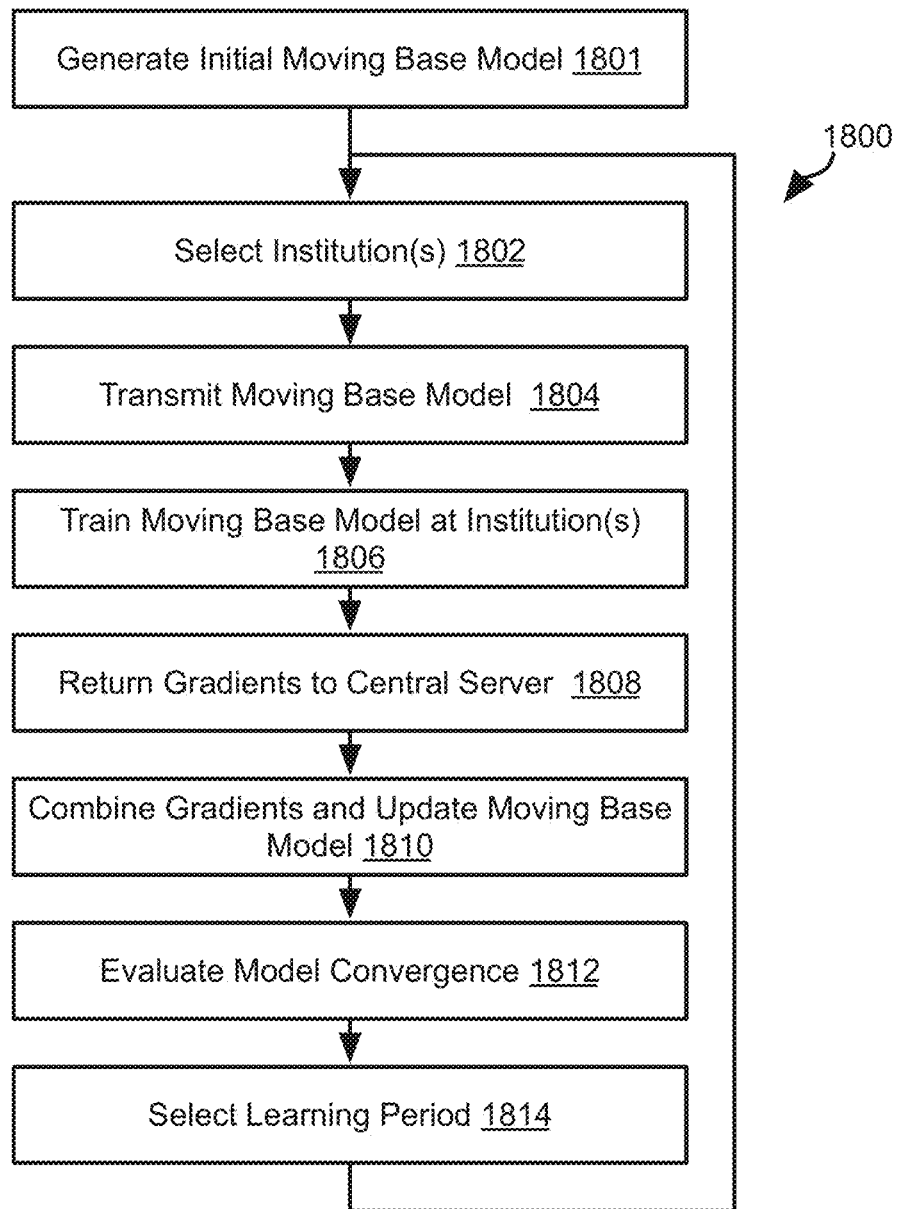 Generate Initial Moving Base Model 1801
1800
Select Institution(s) 1802
Transmit Moving Base Model 1804
Train Moving Base Model at Institution(s)
1806
Return Gradients to Central Server 1808
Combine Gradients and Update Moving Base
Model 1810
Evaluate Model Convergence 1812
Select Learning Period 1814